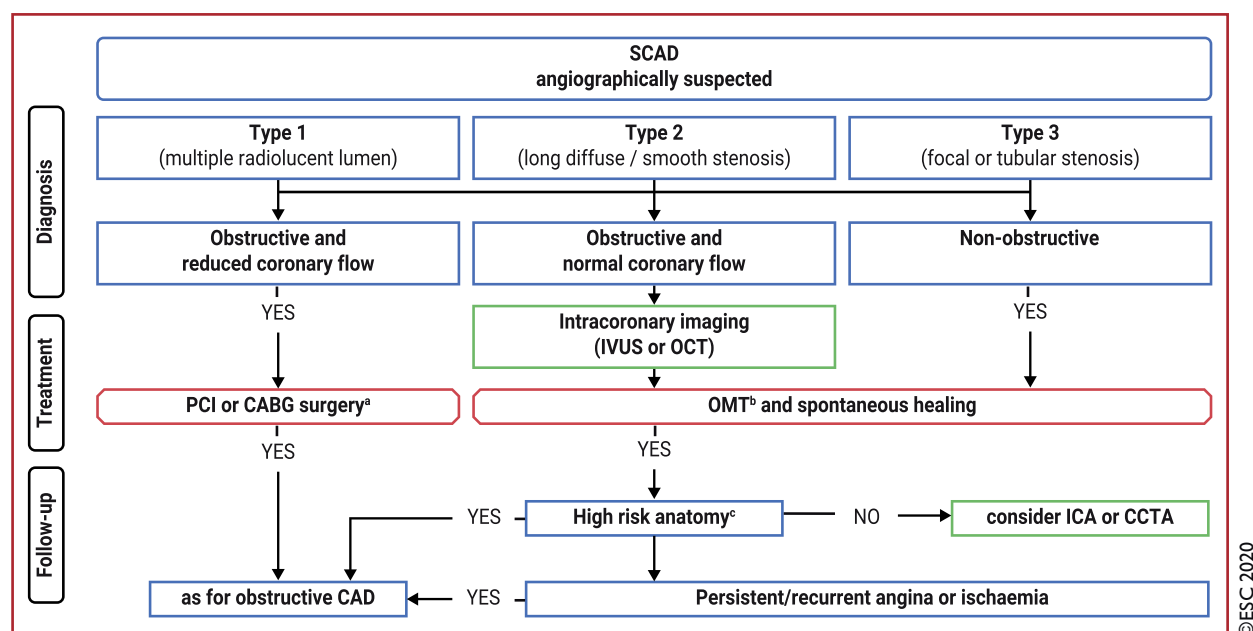 SCAD
angiographically suspected
Diagnosis
Type 1
(multiple radiolucent lumen)
Type 2
(long diffuse / smooth stenosis)
Type 3
(focal or tubular stenosis)
Obstructive and
reduced coronary flow
Obstructive and
normal coronary flow
Non-obstructive
YES
YES
Treatment
Intracoronary imaging
(IVUS or OCT)
PCI or CABG surgeryᵃ
OMTᵇ and spontaneous healing
YES
YES
Follow-up
YES
High risk anatomyᶜ
NO
consider ICA or CCTA
as for obstructive CAD
YES
Persistent/recurrent angina or ischaemia
©ESC 2020